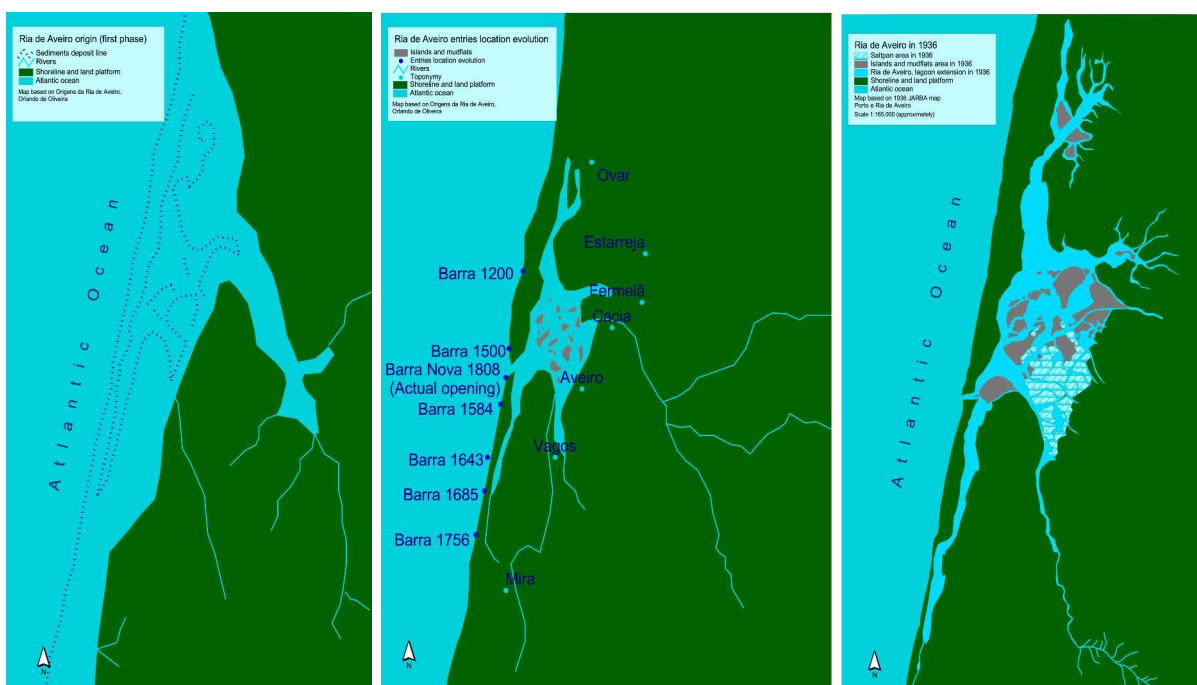 Ria de Aveiro origin (first phase)
Sediments deposit line
Rivers
Shoreline and land platform
Atlantic ocean
Map based on Origens da Ria de Aveiro,
Orlando de Oliveira
Atlantic Ocean
N
Ria de Aveiro entries location evolution
Islands and mudflats
Entries location evolution
Rivers
Toponymy
Shoreline and land platform
Atlantic ocean
Map based on Origens da Ria de Aveiro,
Orlando de Oliveira
Ovar
Estarreja
Barra 1200
Fermelã
Cacia
Barra 1500
Barra Nova 1808
(Actual opening)
Aveiro
Barra 1584
Vagos
Barra 1643
Barra 1685
Barra 1756
Mira
N
Ria de Aveiro in 1936
Saltpan area in 1936
Islands and mudflats area in 1936
Ria de Aveiro, lagoon extension in 1936
Shoreline and land platform
Atlantic ocean
Map based on 1936 JARBA map
Porto e Ria de Aveiro
Scale 1:165.000 (approximately)
Atlantic Ocean
N